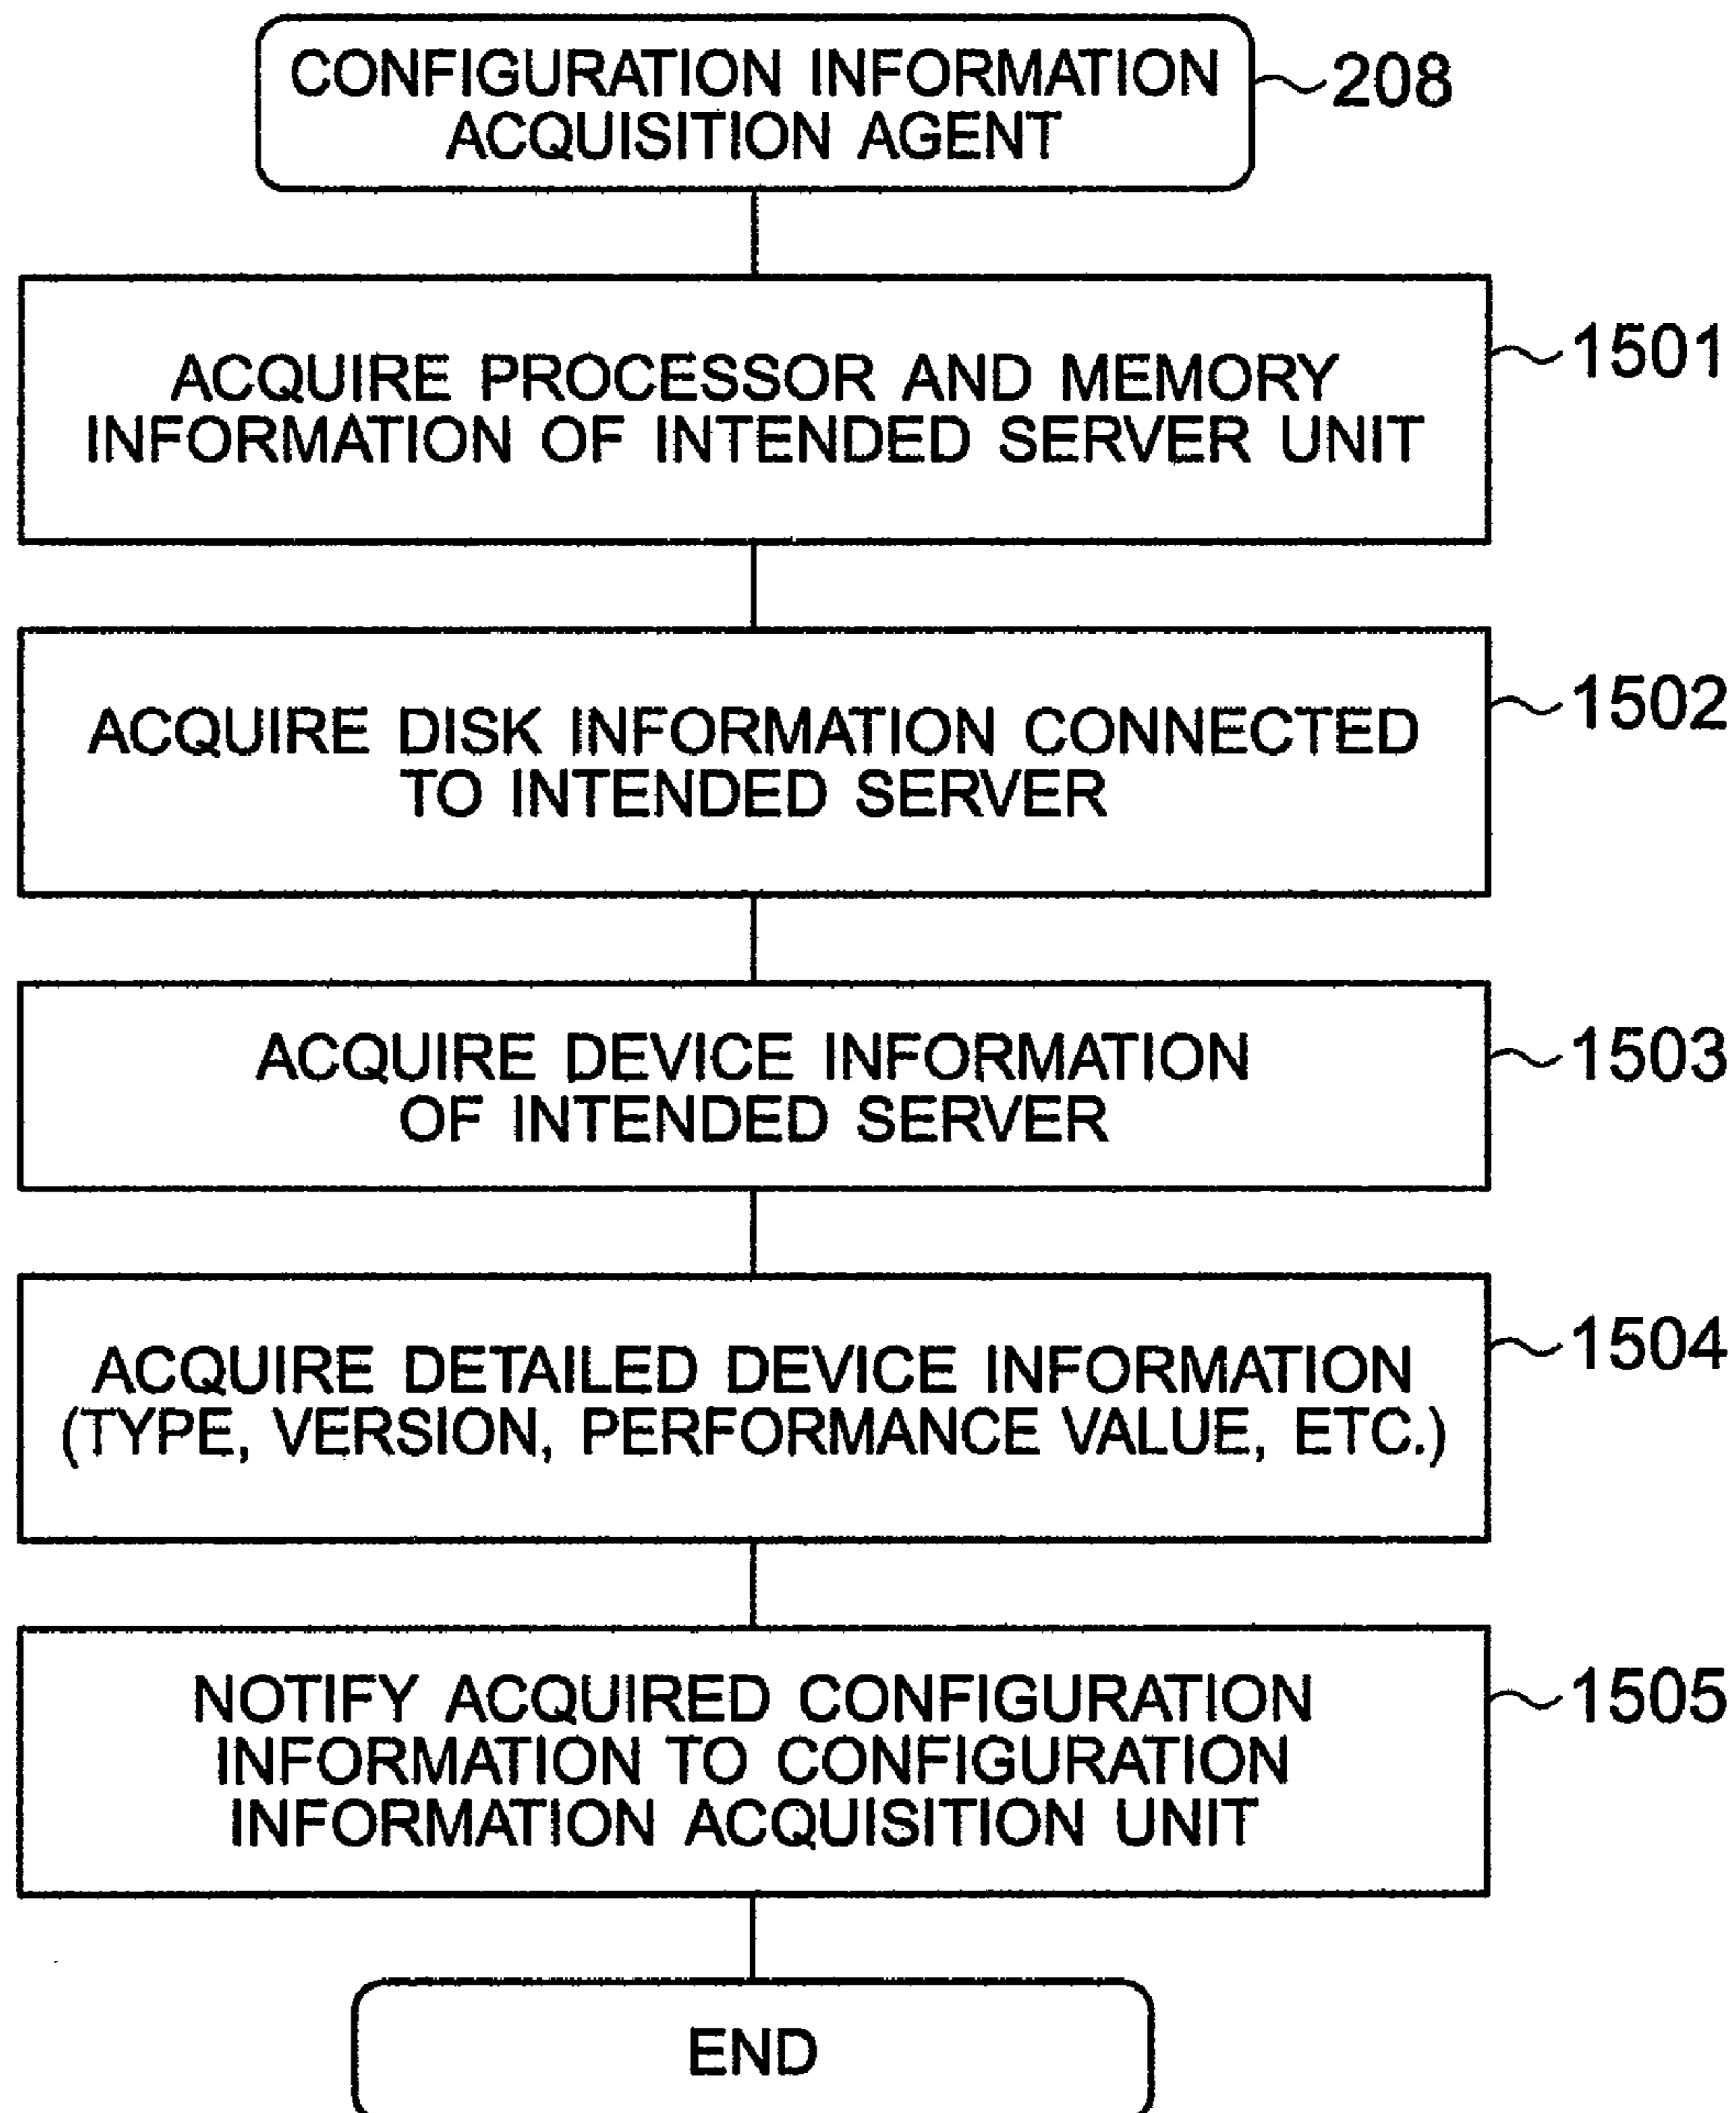 CONFIGURATION INFORMATION
ACQUISITION AGENT
208
ACQUIRE PROCESSOR AND MEMORY
INFORMATION OF INTENDED SERVER UNIT
1501
ACQUIRE DISK INFORMATION CONNECTED
TO INTENDED SERVER
1502
ACQUIRE DEVICE INFORMATION
OF INTENDED SERVER
1503
ACQUIRE DETAILED DEVICE INFORMATION
(TYPE, VERSION, PERFORMANCE VALUE, ETC.)
1504
NOTIFY ACQUIRED CONFIGURATION
INFORMATION TO CONFIGURATION
INFORMATION ACQUISITION UNIT
1505
END